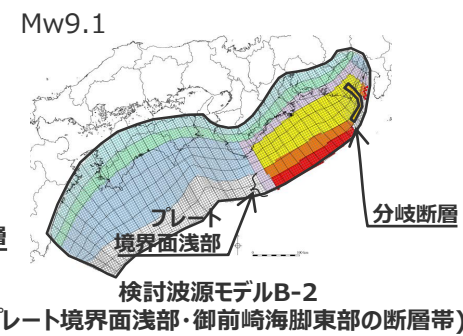 Mw9.1
プレート
境界面浅部
分岐断層
層
検討波源モデルB-2
プレート境界面浅部・御前崎海脚東部の断層帯)